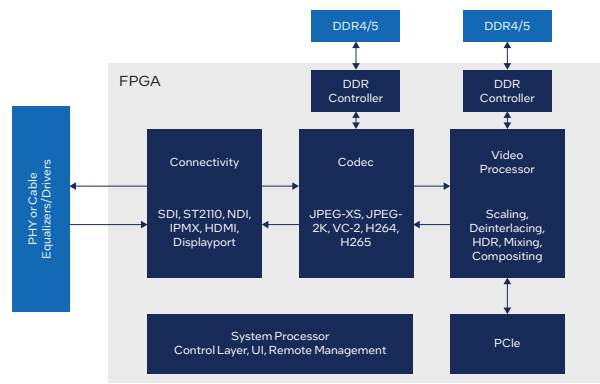 DDR4/5
DDR4/5
FPGA
DDR
Controller
DDR
Controller
PHY or Cable
Equalizers/Drivers
Connectivity
SDI, ST2110, NDI,
IPMX, HDMI,
Displayport
Codec
JPEG-XS, JPEG-
2K, VC-2, H264,
H265
Video
Processor
Scaling,
Deinterlacing,
HDR, Mixing,
Compositing
System Processor
Control Layer, UI, Remote Management
PCIe